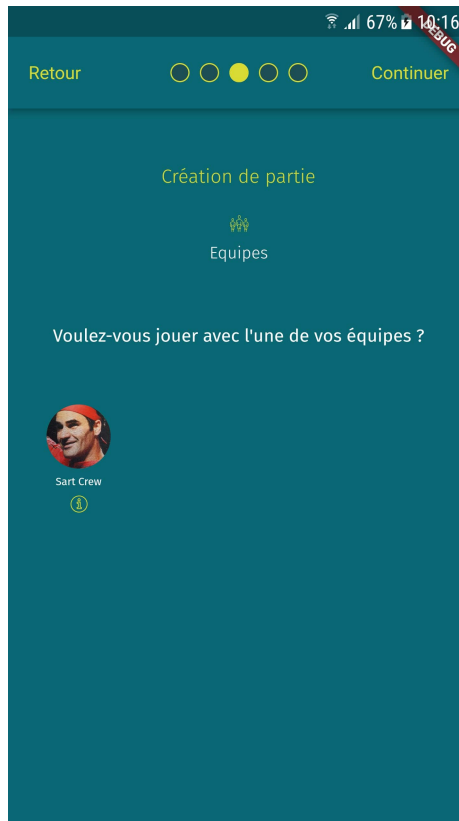 67% 10:16
DEBUG
Retour
Continuer
Création de partie
Equipes
Voulez-vous jouer avec l'une de vos équipes ?
Sart Crew
i